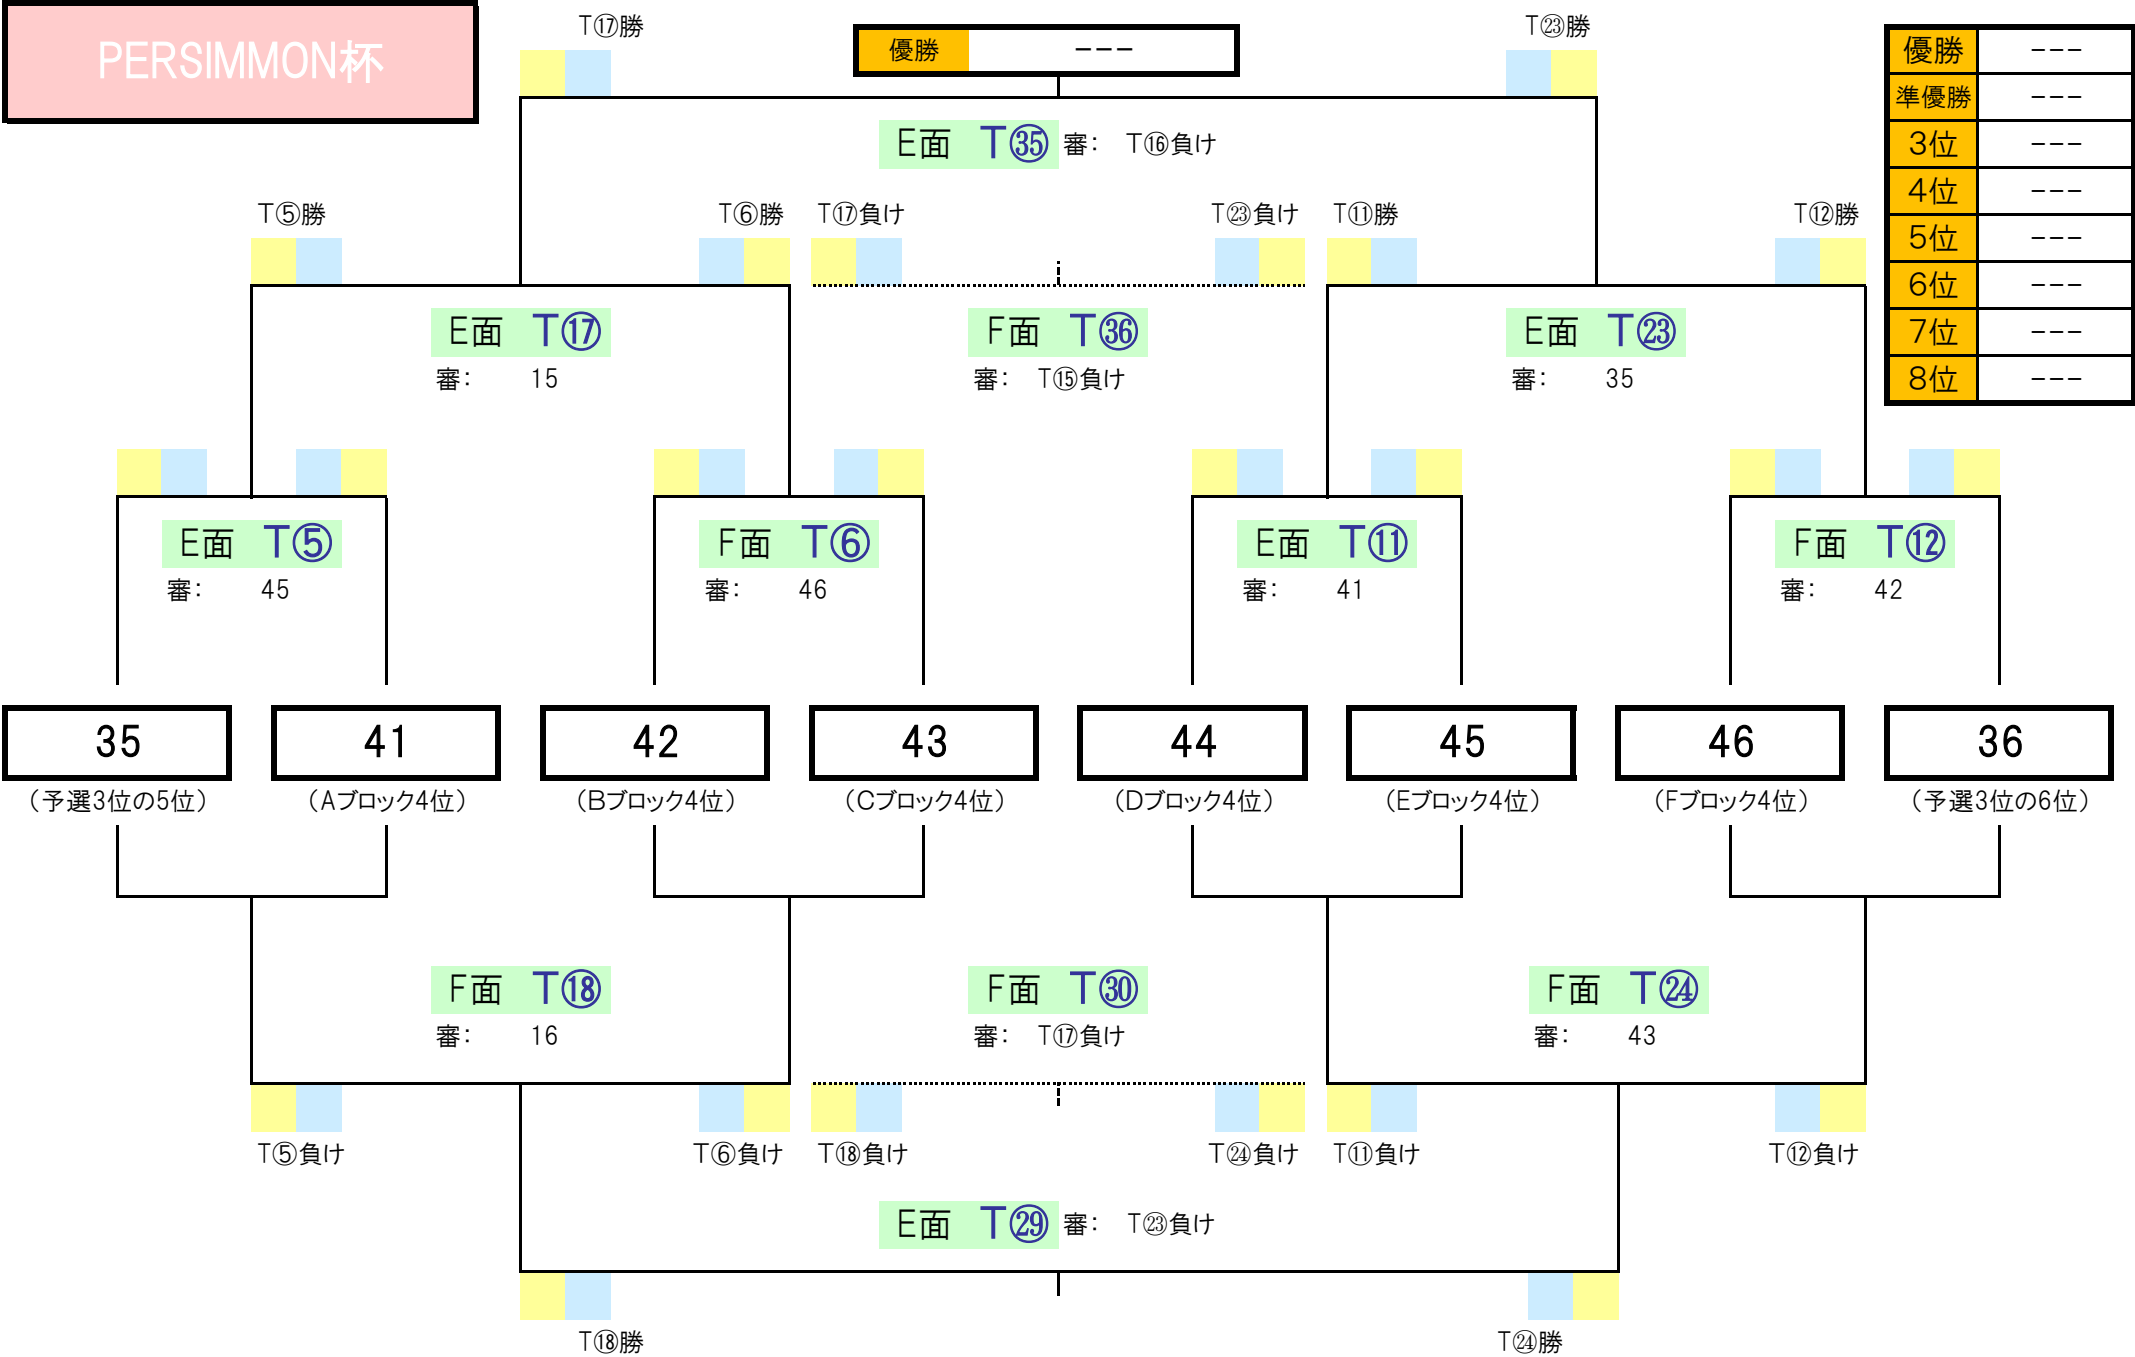 PERSIMMON杯
T⑰勝
優勝 ---
T㉓勝
優勝 ---
準優勝 ---
3位 ---
4位 ---
5位 ---
6位 ---
7位 ---
8位 ---
E面 T㉟ 審: T⑯負け
T⑤勝 T⑥勝 T⑰負け T㉓負け T⑪勝 T⑫勝
E面 T⑰ F面 T㊱ E面 T㉓
審: 15 審: T⑮負け 審: 35
E面 T⑤ F面 T⑥ E面 T⑪ F面 T⑫
審: 45 審: 46 審: 41 審: 42
35 41 42 43 44 45 46 36
(予選3位の5位) (Aブロック4位) (Bブロック4位) (Cブロック4位) (Dブロック4位) (Eブロック4位) (Fブロック4位) (予選3位の6位)
F面 T⑱ F面 T㉚ F面 T㉔
審: 16 審: T⑰負け 審: 43
T⑤負け T⑥負け T⑱負け T㉔負け T⑪負け T⑫負け
E面 T㉙ 審: T㉓負け
T⑱勝 T㉔勝